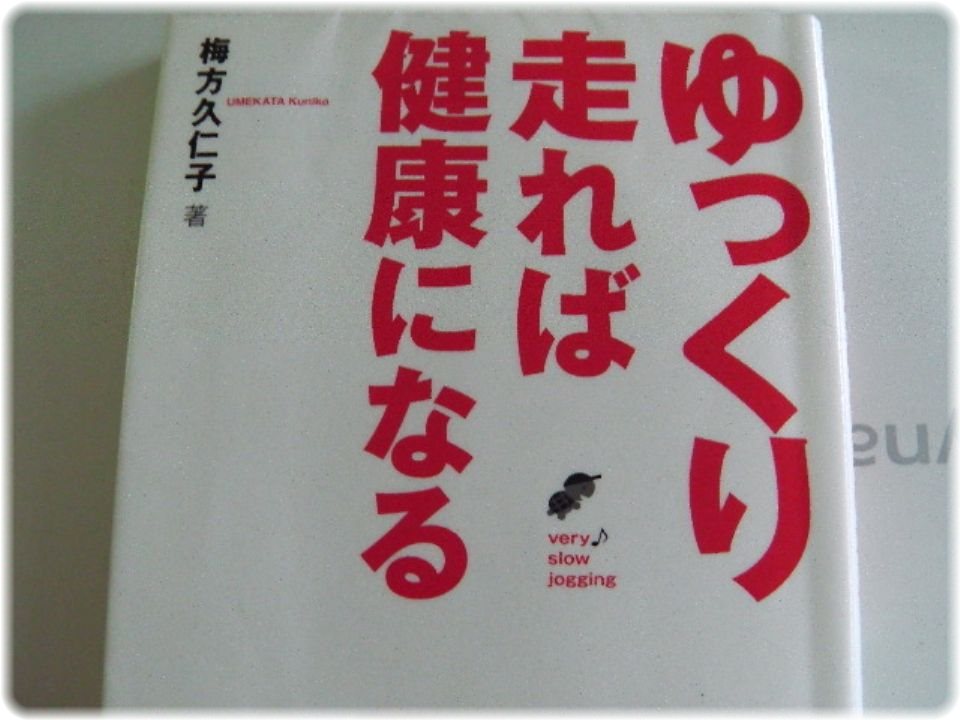 ゆっくり
走れば
健康になる
very♪
slow
jogging
梅方久仁子 著
UMEKATA Kuniko